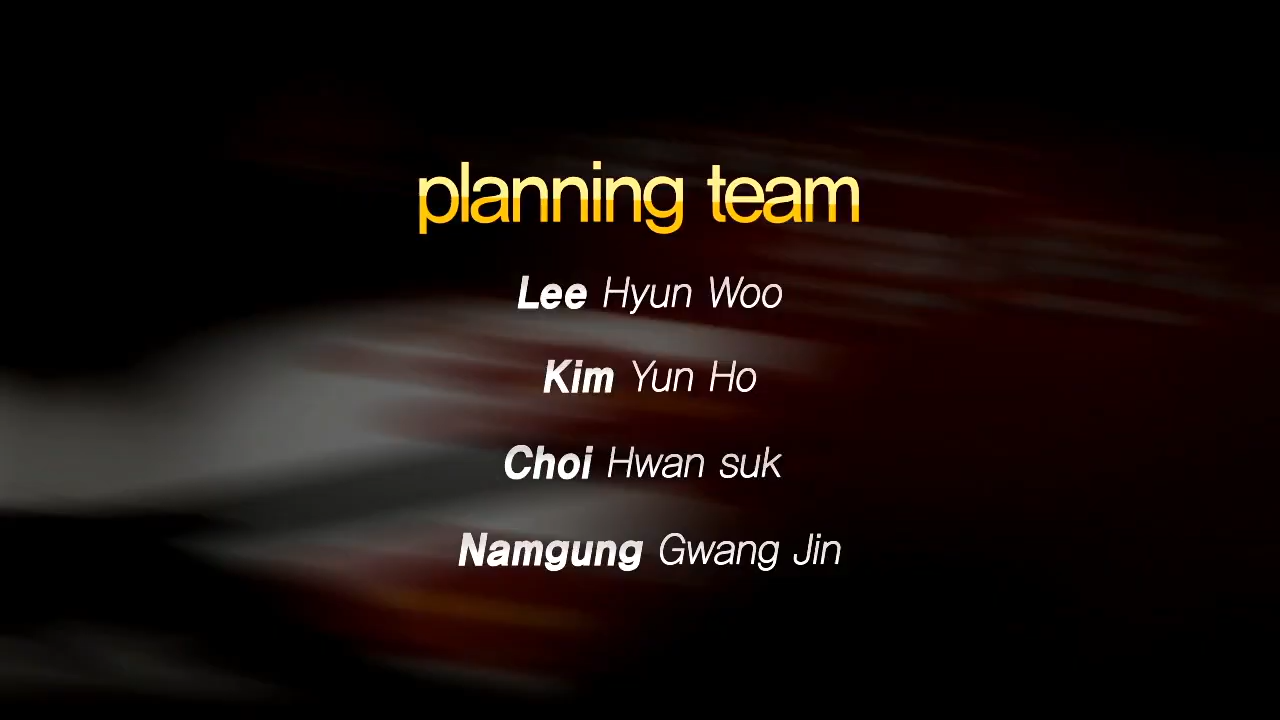 planning team
Lee Hyun Woo
Kim Yun Ho
Choi Hwan suk
Namgung Gwang Jin